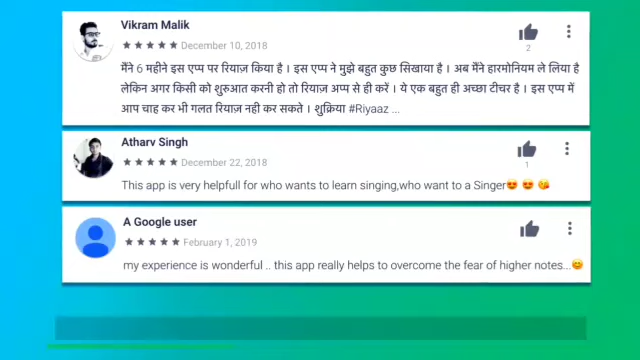 Vikram Malik
★★★★★ December 10, 2018
2
मैंने 6 महीने इस एप्प पर रियाज़ किया है । इस एप्प ने मुझे बहुत कुछ सिखाया है । अब मैंने हारमोनियम ले लिया है
लेकिन अगर किसी को शुरुआत करनी हो तो रियाज़ अप्प से ही करें । ये एक बहुत ही अच्छा टीचर है । इस एप्प में
आप चाह कर भी गलत रियाज़ नही कर सकते । शुक्रिया #Riyaaz ...
Atharv Singh
★★★★★ December 22, 2018
1
This app is very helpfull for who wants to learn singing,who want to a Singer😍 😍 😘
A Google user
★★★★★ February 1, 2019
my experience is wonderful .. this app really helps to overcome the fear of higher notes...😊